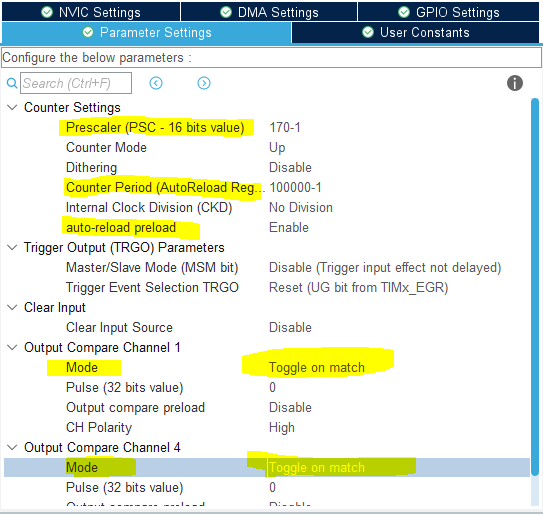 NVIC Settings DMA Settings GPIO Settings
Parameter Settings User Constants
Configure the below parameters :
Search (Ctrl+F)
Counter Settings
Prescaler (PSC - 16 bits value) 170-1
Counter Mode Up
Dithering Disable
Counter Period (AutoReload Reg... 100000-1
Internal Clock Division (CKD) No Division
auto-reload preload Enable
Trigger Output (TRGO) Parameters
Master/Slave Mode (MSM bit) Disable (Trigger input effect not delayed)
Trigger Event Selection TRGO Reset (UG bit from TIMx_EGR)
Clear Input
Clear Input Source Disable
Output Compare Channel 1
Mode Toggle on match
Pulse (32 bits value) 0
Output compare preload Disable
CH Polarity High
Output Compare Channel 4
Mode Toggle on match
Pulse (32 bits value) 0
Output compare preload Disable